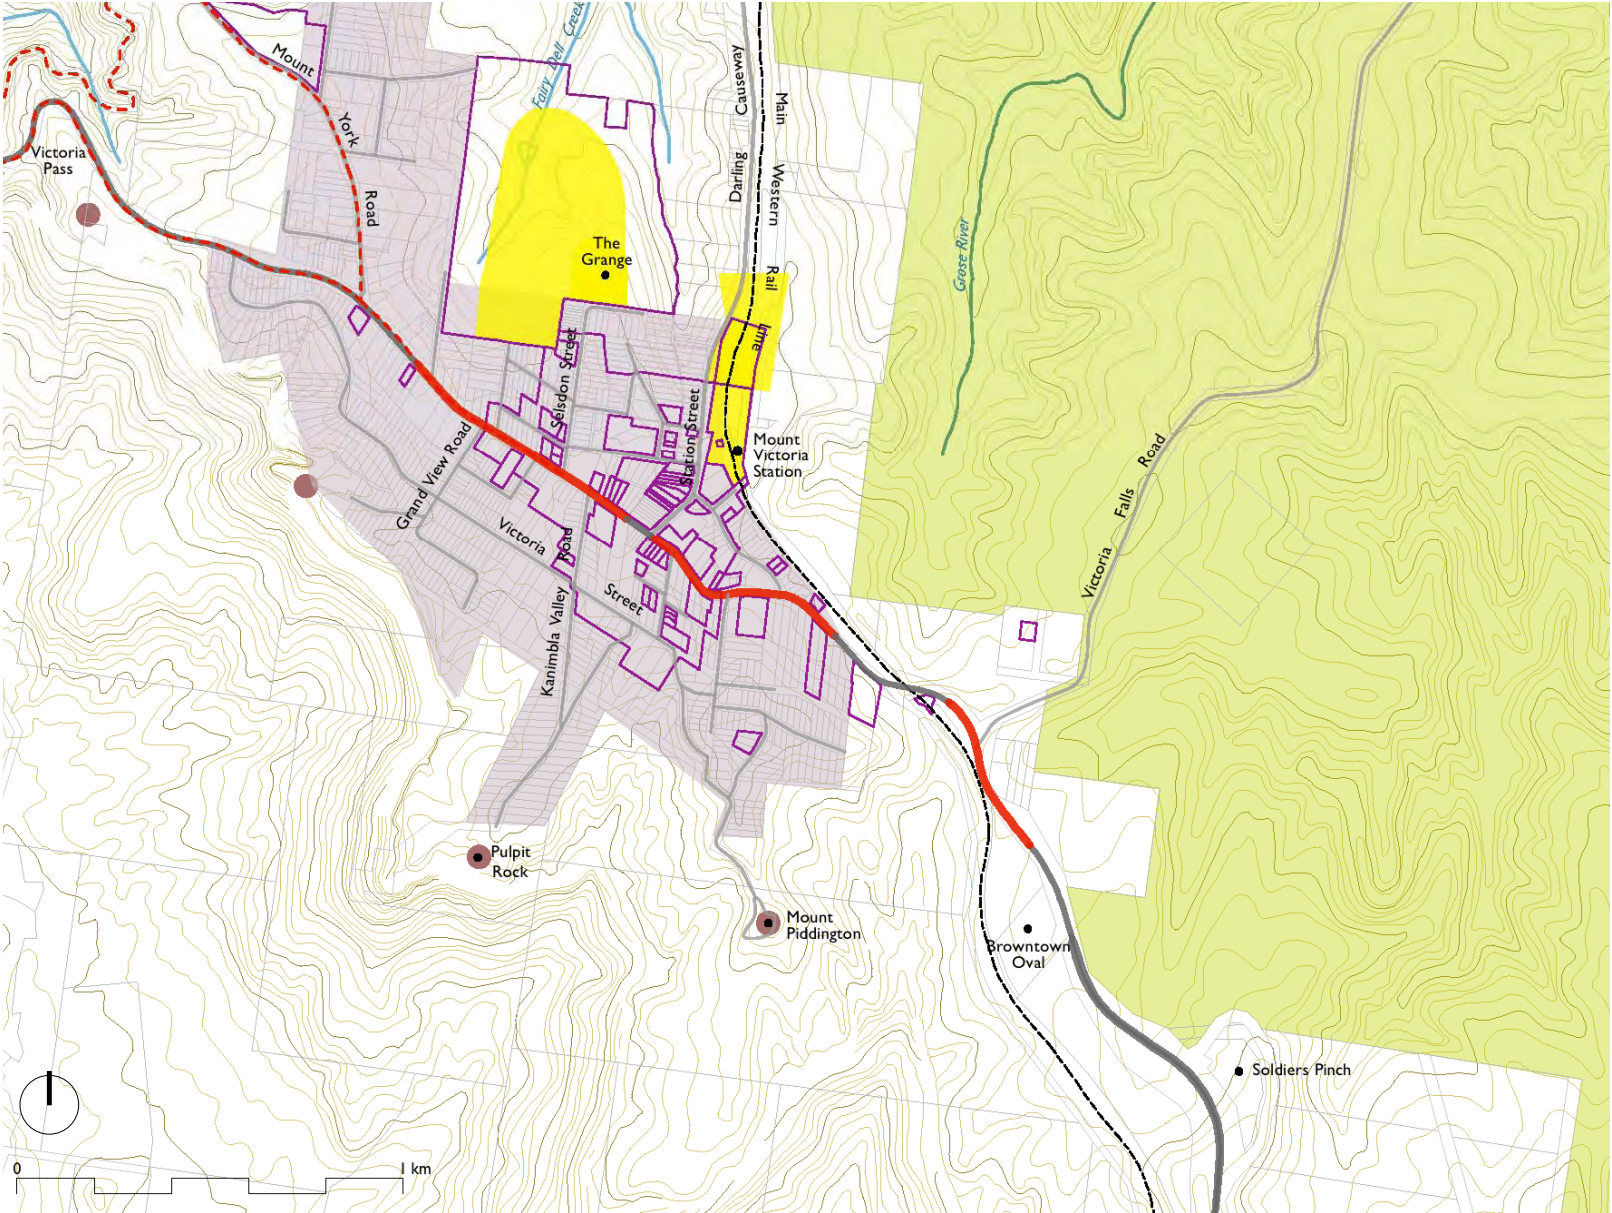 Fairy Dell Creek
Mount
York
Road
Causeway
Darling
Main
Western
Rail
line
Victoria
Pass
The
Grange
Grose River
Selsdon Street
Station Street
Mount
Victoria
Station
Grand View Road
Victoria
Street
Road
Kanimbla Valley
Road
Falls
Victoria
Pulpit
Rock
Mount
Piddington
Browntown
Oval
Soldiers Pinch
0
1 km